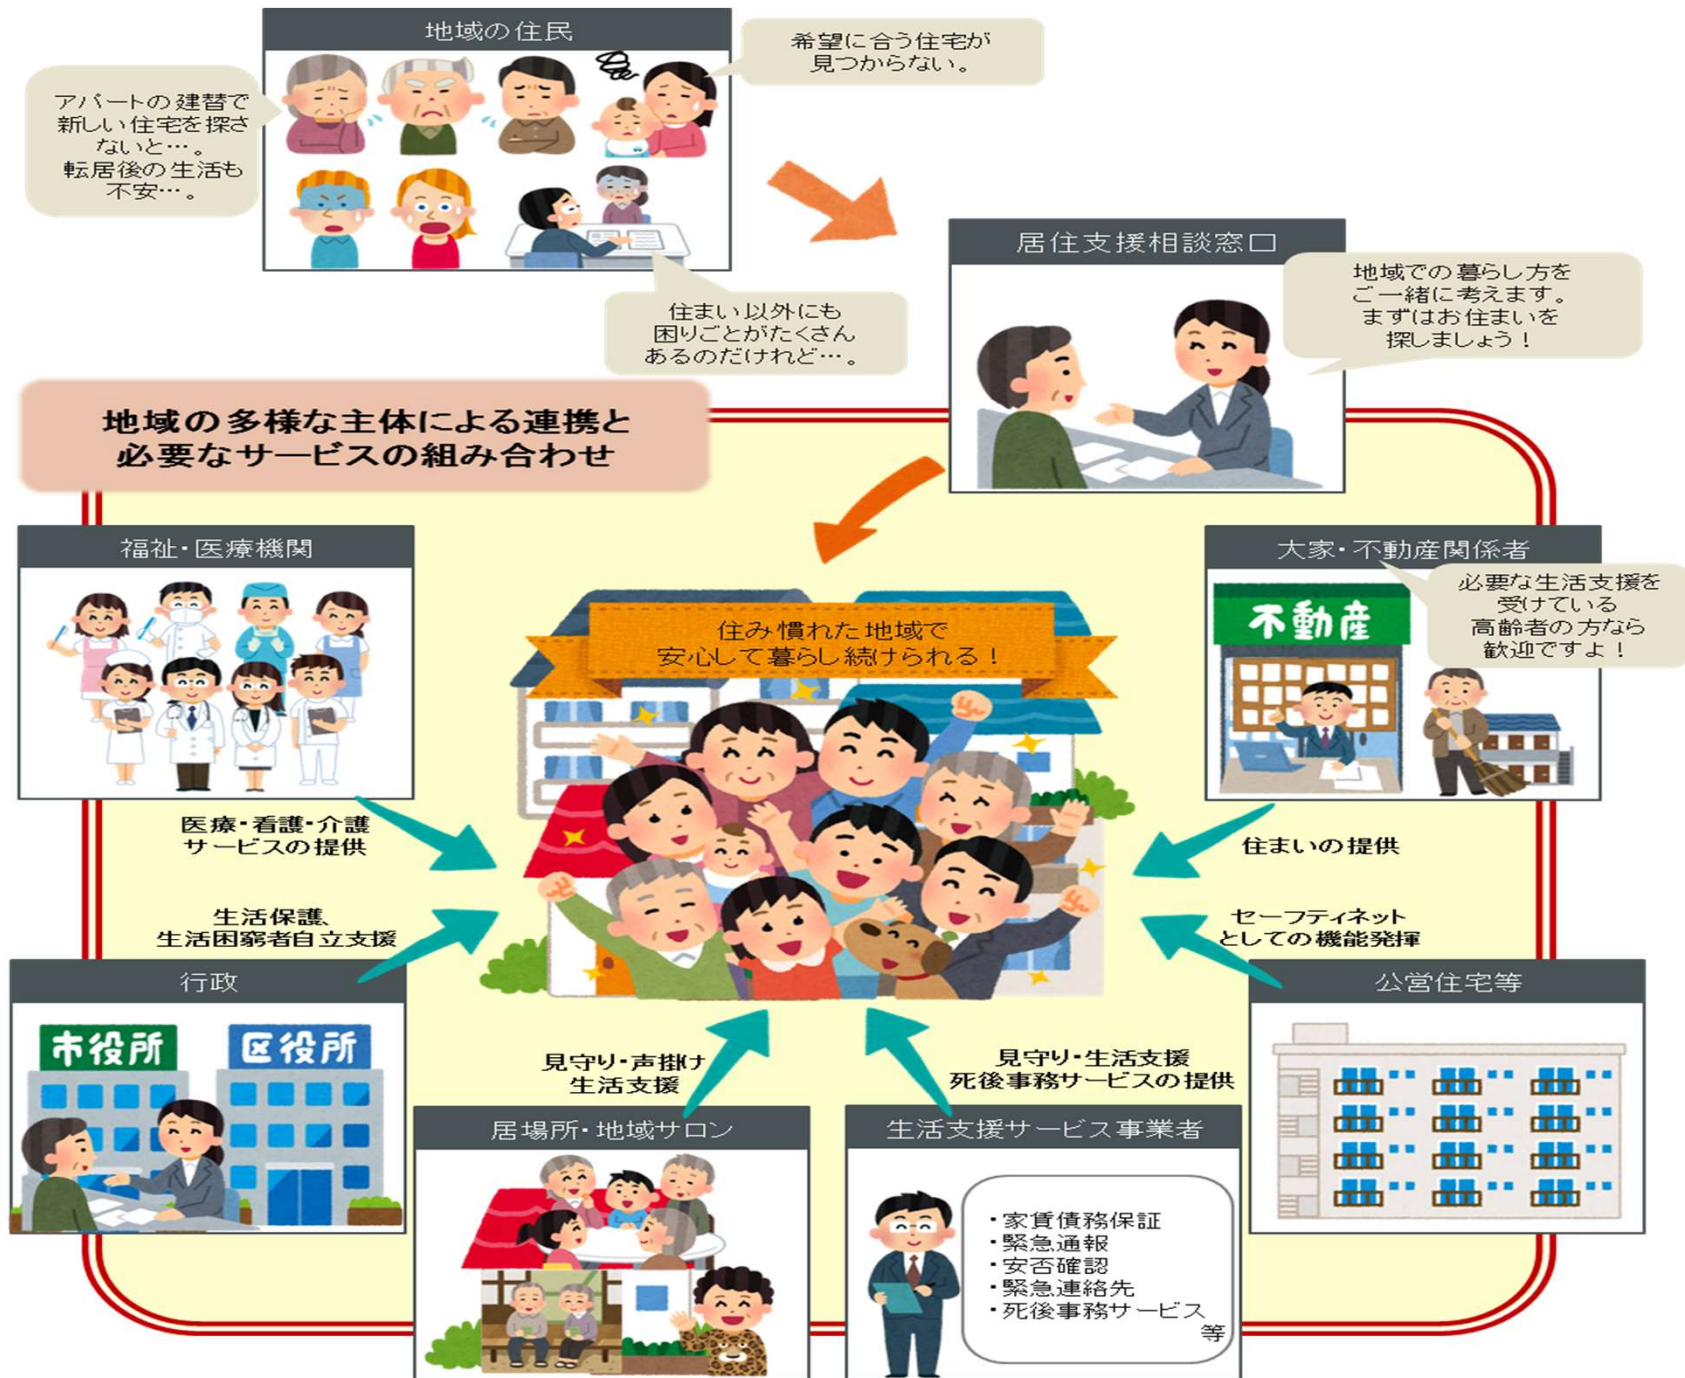 地域の住民
希望に合う住宅が
見つからない。
アパートの建替で
新しい住宅を探さ
ないと…。
転居後の生活も
不安…。
住まい以外にも
困りごとがたくさん
あるのだけれど…。
居住支援相談窓口
地域での暮らし方を
ご一緒に考えます。
まずはお住まいを
探しましょう！
地域の多様な主体による連携と
必要なサービスの組み合わせ
福祉・医療機関
医療・看護・介護
サービスの提供
住み慣れた地域で
安心して暮らし続けられる！
大家・不動産関係者
不動産
必要な生活支援を
受けている
高齢者の方なら
歓迎ですよ！
住まいの提供
生活保護、
生活困窮者自立支援
行政
市役所
区役所
セーフティネット
としての機能発揮
公営住宅等
見守り・声掛け
生活支援
居場所・地域サロン
見守り・生活支援
死後事務サービスの提供
生活支援サービス事業者
・家賃債務保証
・緊急通報
・安否確認
・緊急連絡先
・死後事務サービス
等